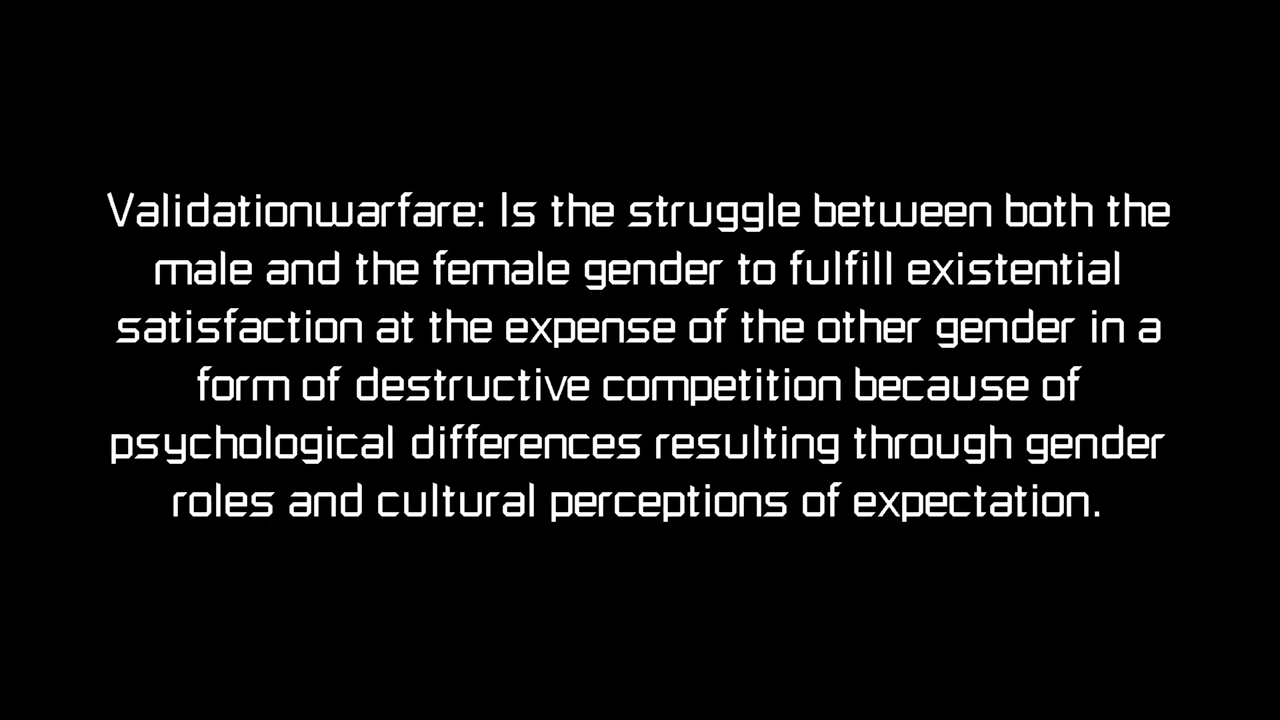 Validationwarfare: Is the struggle between both the
male and the female gender to fulfill existential
satisfaction at the expense of the other gender in a
form of destructive competition because of
psychological differences resulting through gender
roles and cultural perceptions of expectation.